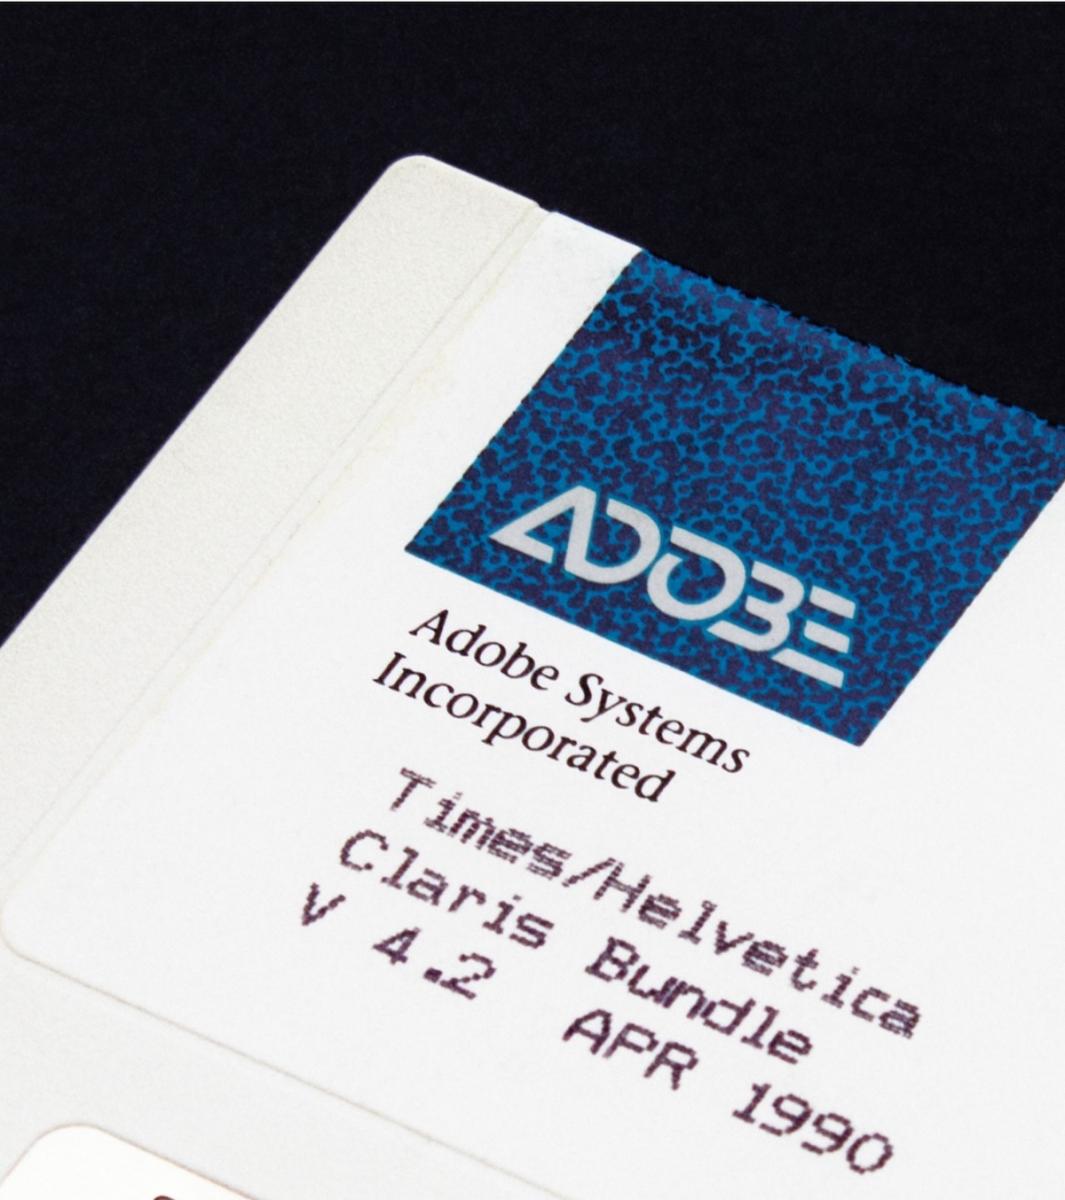 ADOBE
Adobe Systems
Incorporated
Times/Helvetica
Claris Bundle
V 4.2 APR 1990